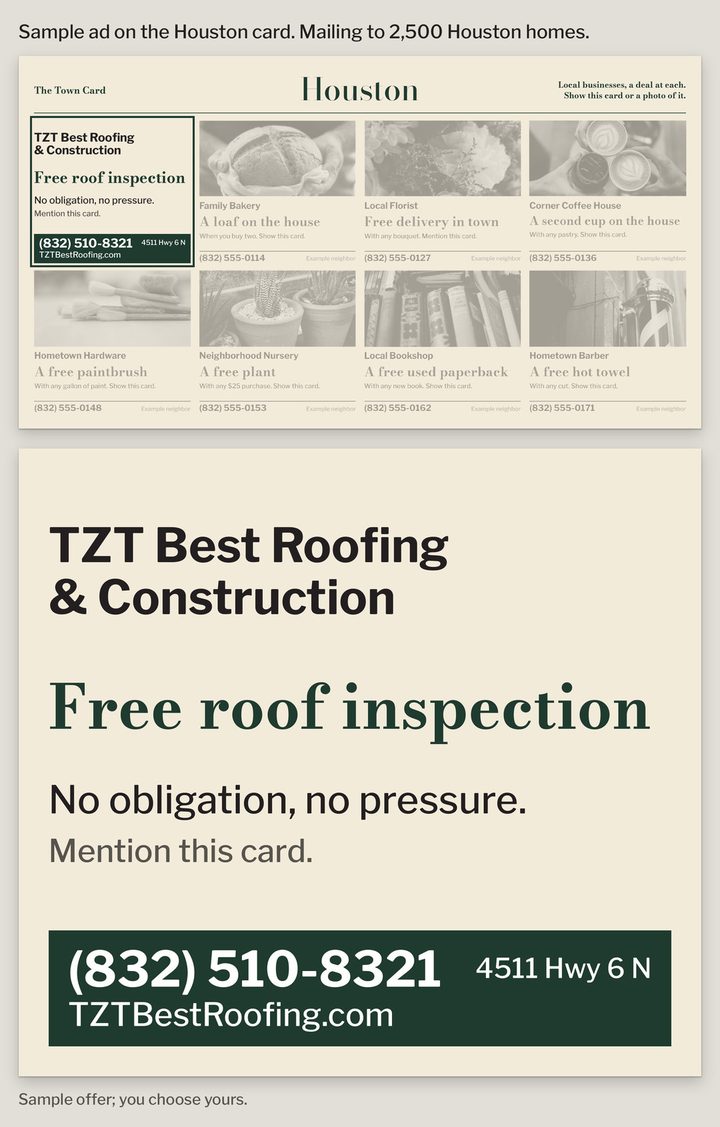 Sample ad on the Houston card. Mailing to 2,500 Houston homes.
The Town Card
Houston
Local businesses, a deal at each.
Show this card or a photo of it.
TZT Best Roofing
& Construction
Free roof inspection
No obligation, no pressure.
Mention this card.
(832) 510-8321 4511 Hwy 6 N
TZTBestRoofing.com
Family Bakery
A loaf on the house
When you buy two. Show this card.
(832) 555-0114 Example neighbor
Local Florist
Free delivery in town
With any bouquet. Mention this card.
(832) 555-0127 Example neighbor
Corner Coffee House
A second cup on the house
With any pastry. Show this card.
(832) 555-0136 Example neighbor
Hometown Hardware
A free paintbrush
With any gallon of paint. Show this card.
(832) 555-0148 Example neighbor
Neighborhood Nursery
A free plant
With any $25 purchase. Show this card.
(832) 555-0153 Example neighbor
Local Bookshop
A free used paperback
With any new book. Show this card.
(832) 555-0162 Example neighbor
Hometown Barber
A free hot towel
With any cut. Show this card.
(832) 555-0171 Example neighbor
TZT Best Roofing
& Construction
Free roof inspection
No obligation, no pressure.
Mention this card.
(832) 510-8321 4511 Hwy 6 N
TZTBestRoofing.com
Sample offer; you choose yours.